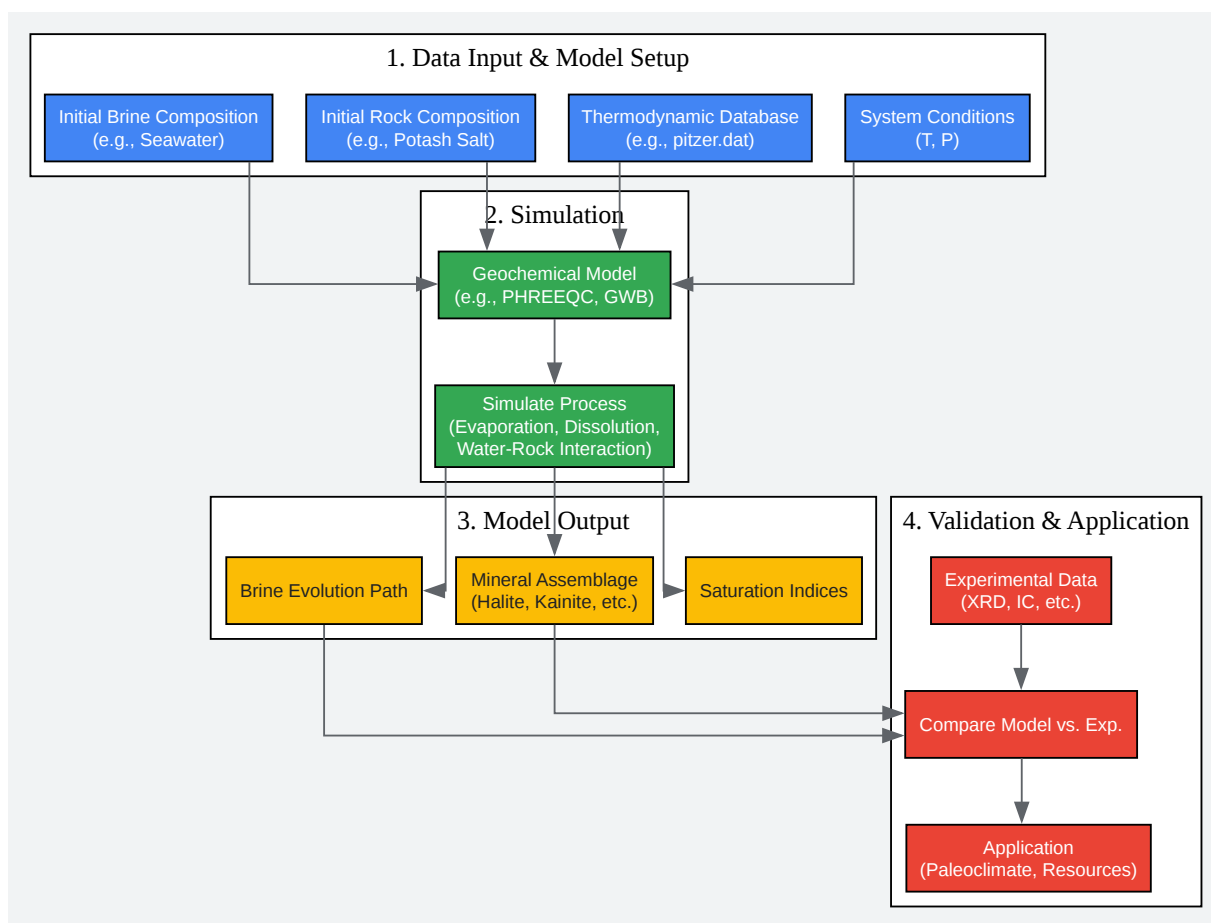 1. Data Input & Model Setup
Initial Brine Composition
(e.g., Seawater)
Initial Rock Composition
(e.g., Potash Salt)
Thermodynamic Database
(e.g., pitzer.dat)
System Conditions
(T, P)
2. Simulation
Geochemical Model
(e.g., PHREEQC, GWB)
Simulate Process
(Evaporation, Dissolution,
Water-Rock Interaction)
3. Model Output
Brine Evolution Path
Mineral Assemblage
(Halite, Kainite, etc.)
Saturation Indices
4. Validation & Application
Experimental Data
(XRD, IC, etc.)
Compare Model vs. Exp.
Application
(Paleoclimate, Resources)